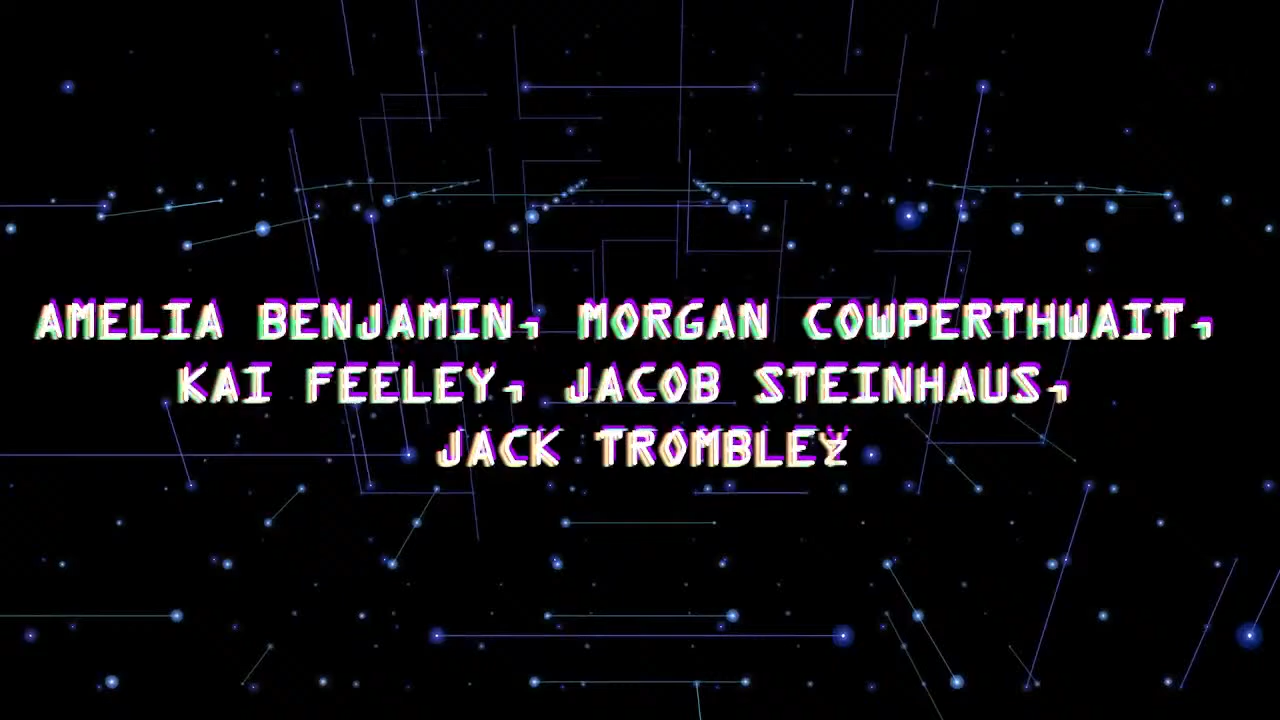 AMELIA BENJAMIN, MORGAN COWPERTHWAIT,
KAI FEELEY, JACOB STEINHAUS,
JACK TROMBLEY